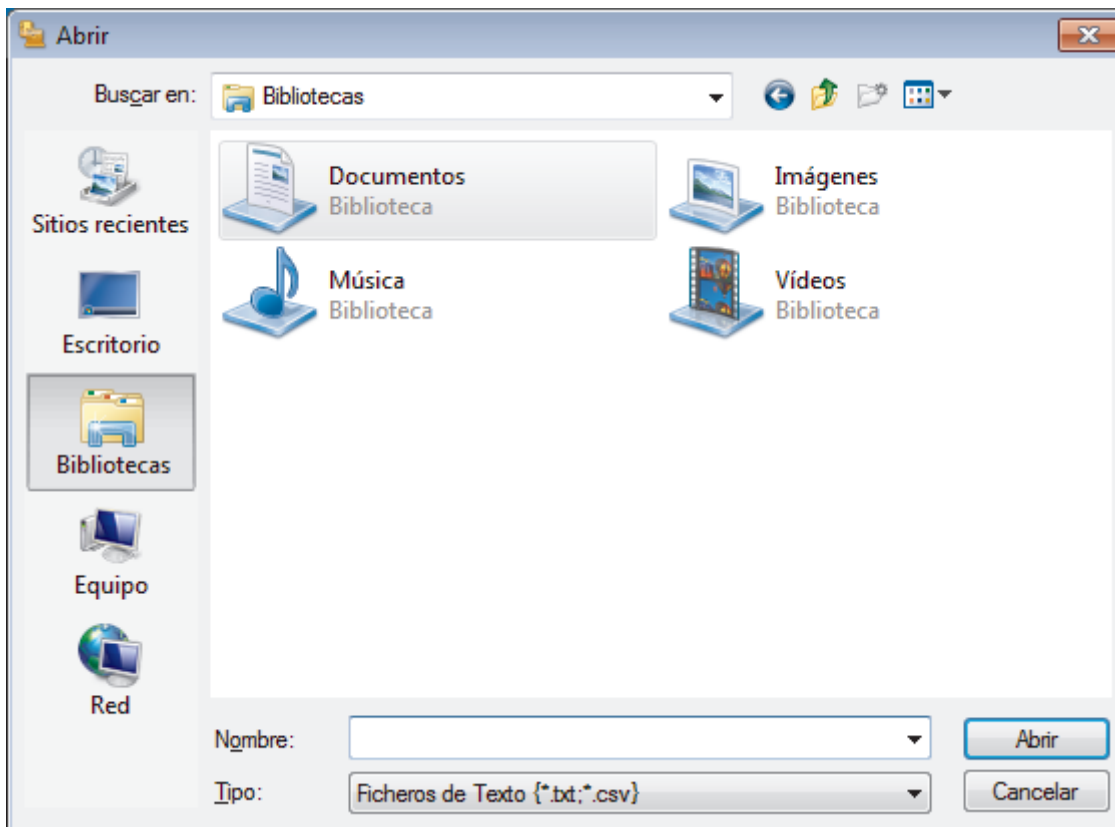 Abrir
Buscar en:
Bibliotecas
Sitios recientes
Escritorio
Bibliotecas
Equipo
Red
Documentos
Biblioteca
Imágenes
Biblioteca
Música
Biblioteca
Vídeos
Biblioteca
Nombre:
Abrir
Tipo:
Ficheros de Texto {*.txt;*.csv}
Cancelar